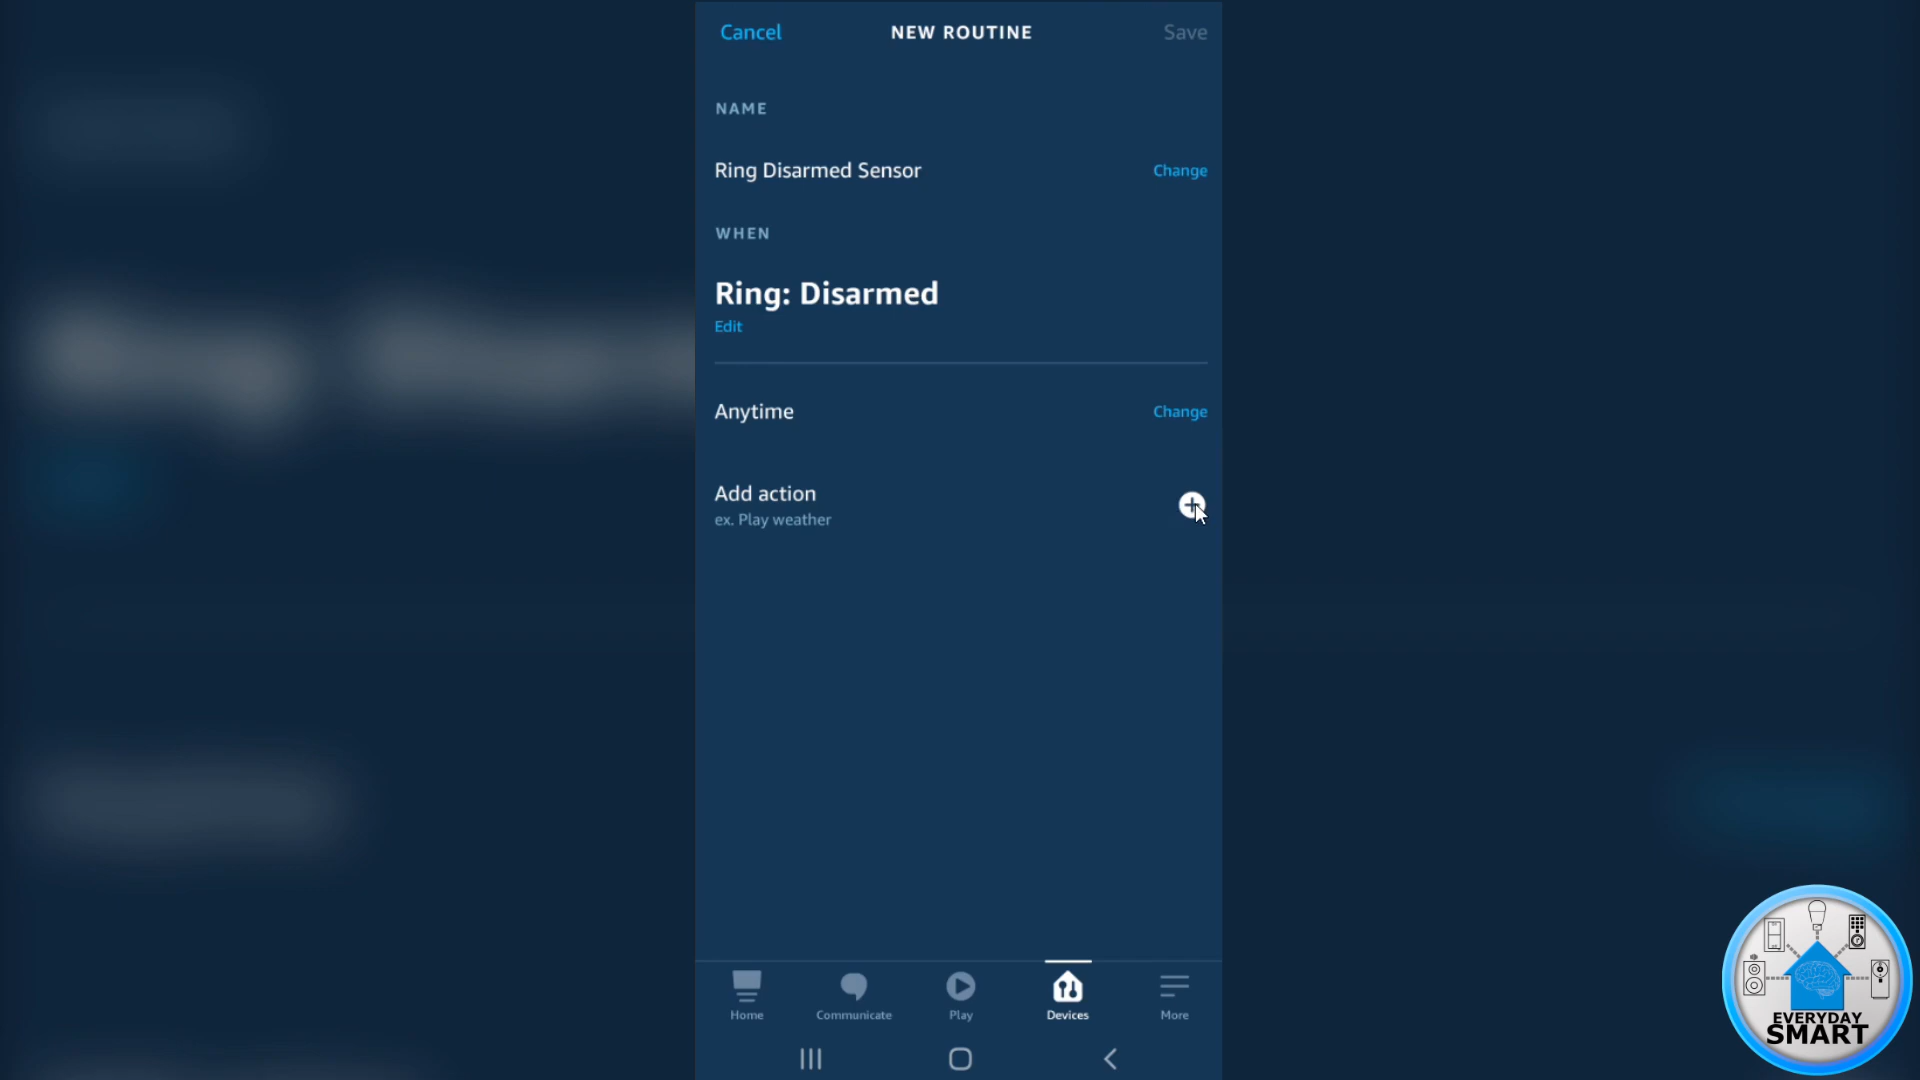 Cancel NEW ROUTINE Save
NAME
Ring Disarmed Sensor Change
WHEN
Ring: Disarmed
Edit
Anytime Change
Add action
ex. Play weather
Home Communicate Play Devices More
EVERYDAY
SMART